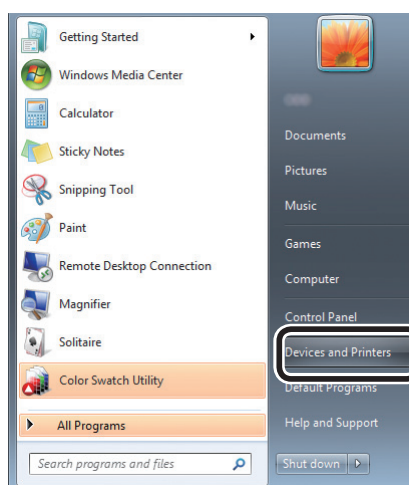 Getting Started
Windows Media Center
Calculator
Sticky Notes
Snipping Tool
Paint
Remote Desktop Connection
Magnifier
Solitaire
Color Swatch Utility
All Programs
Search programs and files
Documents
Pictures
Music
Games
Computer
Control Panel
Devices and Printers
Default Programs
Help and Support
Shut down